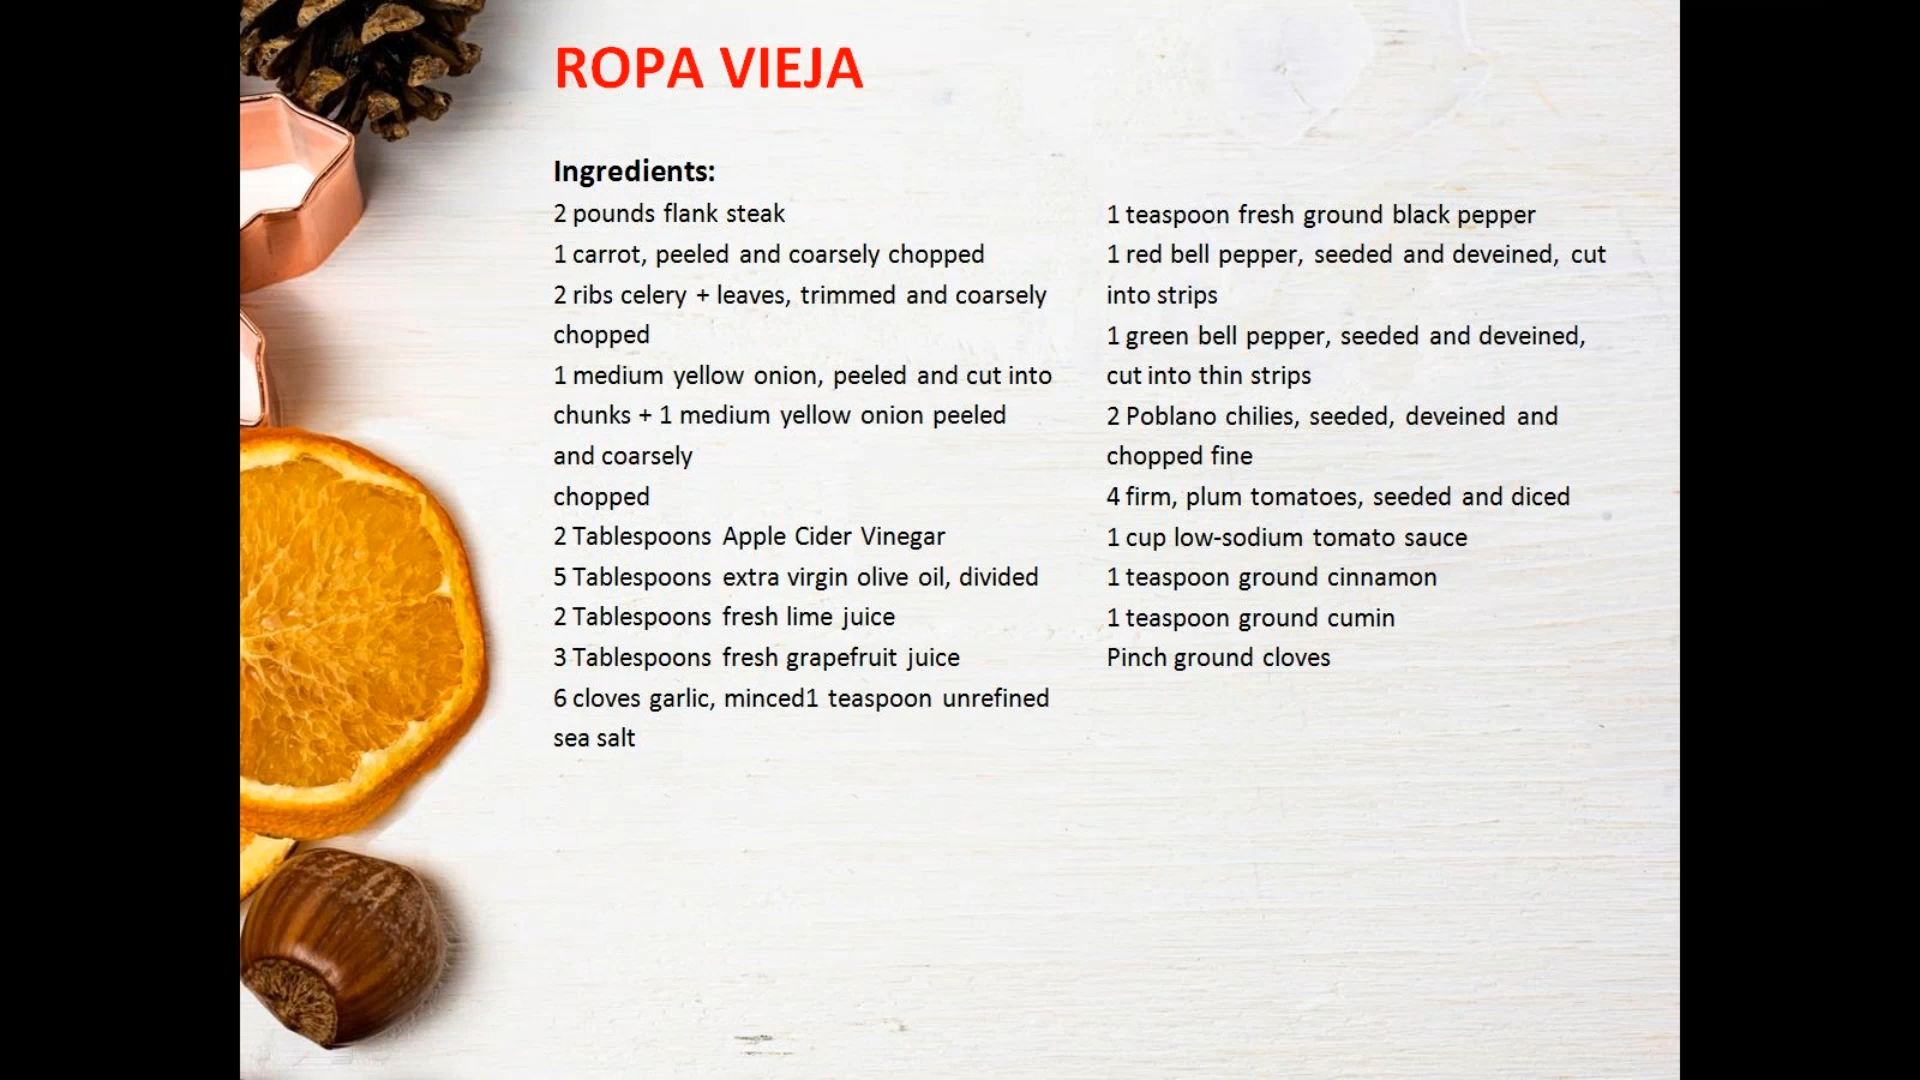 ROPA VIEJA
Ingredients:
2 pounds flank steak
1 carrot, peeled and coarsely chopped
2 ribs celery + leaves, trimmed and coarsely
chopped
1 medium yellow onion, peeled and cut into
chunks + 1 medium yellow onion peeled
and coarsely
chopped
2 Tablespoons Apple Cider Vinegar
5 Tablespoons extra virgin olive oil, divided
2 Tablespoons fresh lime juice
3 Tablespoons fresh grapefruit juice
6 cloves garlic, minced1 teaspoon unrefined
sea salt
1 teaspoon fresh ground black pepper
1 red bell pepper, seeded and deveined, cut
into strips
1 green bell pepper, seeded and deveined,
cut into thin strips
2 Poblano chilies, seeded, deveined and
chopped fine
4 firm, plum tomatoes, seeded and diced
1 cup low-sodium tomato sauce
1 teaspoon ground cinnamon
1 teaspoon ground cumin
Pinch ground cloves